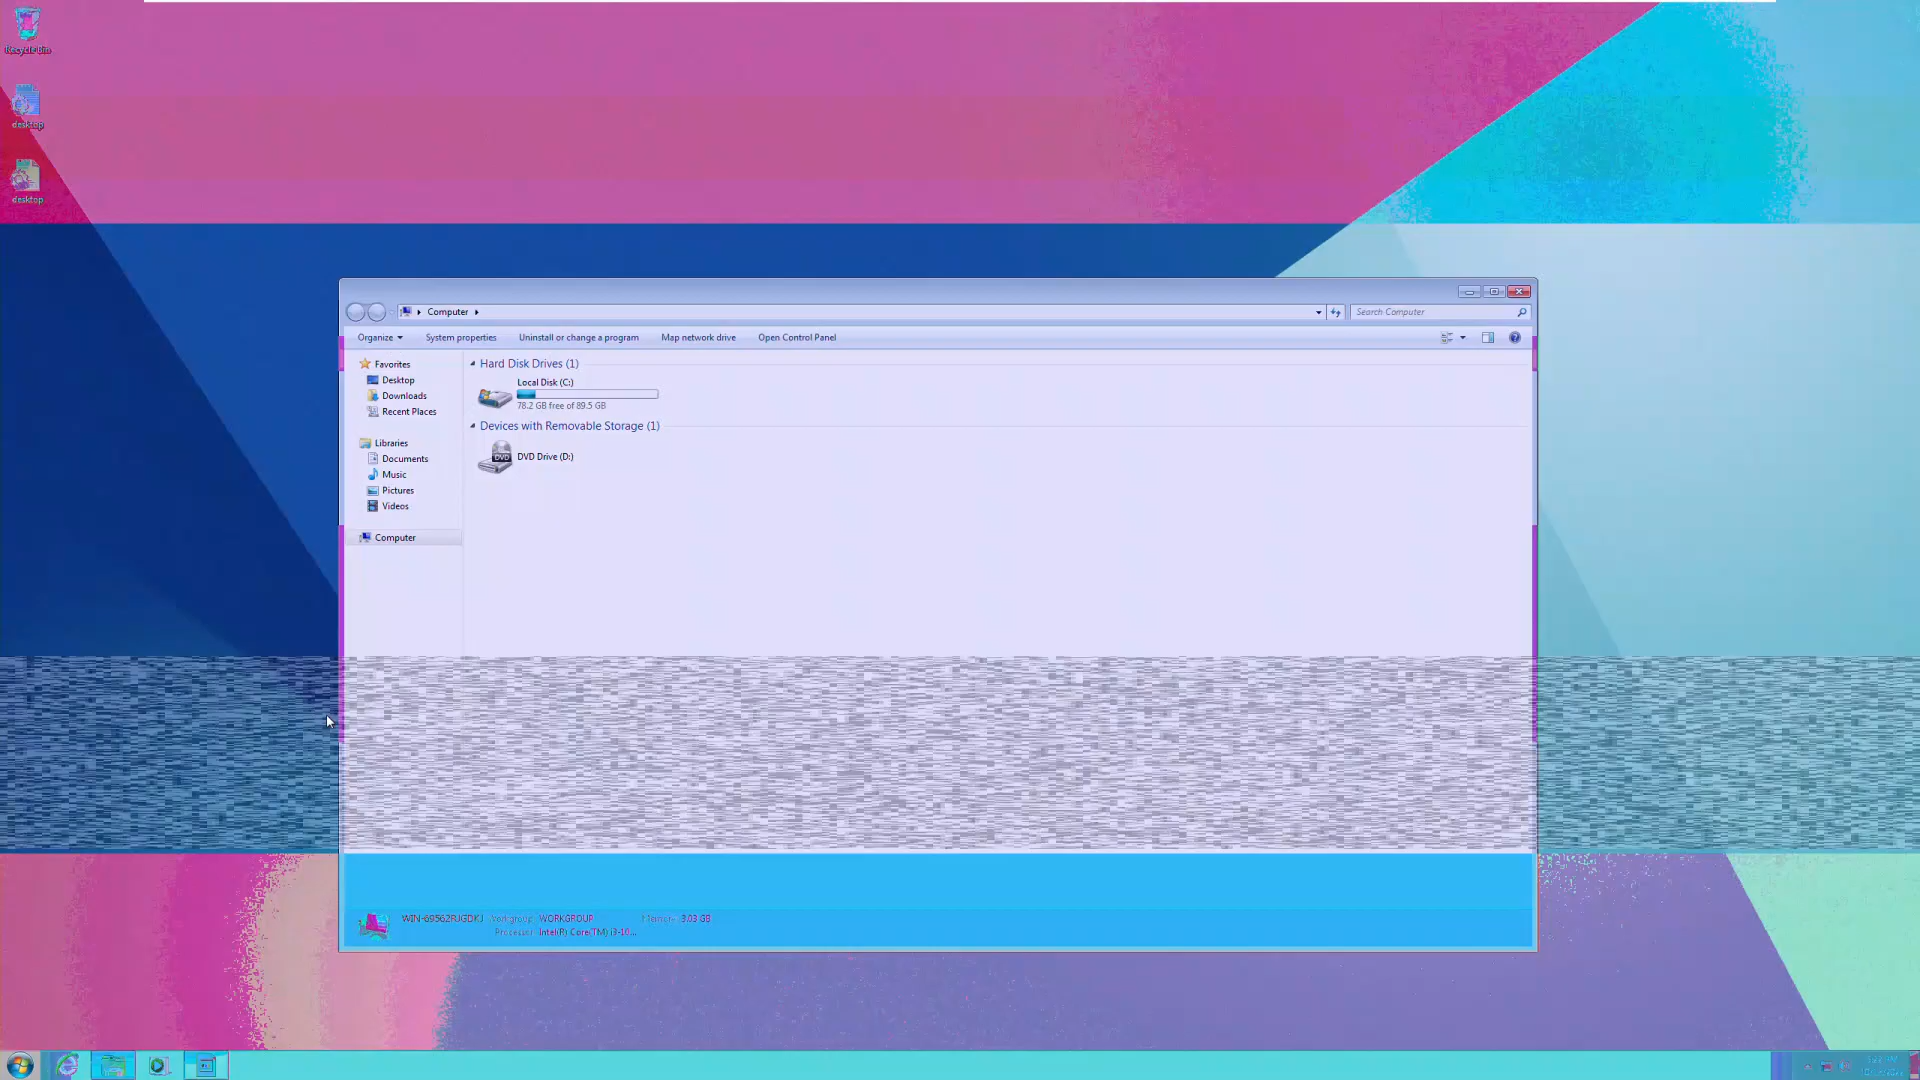 Recycle Bin
desktop
desktop
Computer
Search Computer
Organize
System properties
Uninstall or change a program
Map network drive
Open Control Panel
Favorites
Desktop
Downloads
Recent Places
Libraries
Documents
Music
Pictures
Videos
Computer
Hard Disk Drives (1)
Local Disk (C:)
78.2 GB free of 89.5 GB
Devices with Removable Storage (1)
DVD
DVD Drive (D:)
Workgroup: WORKGROUP
Memory: 3.03 GB
Processor: Intel(R) Core(TM) i3-10...